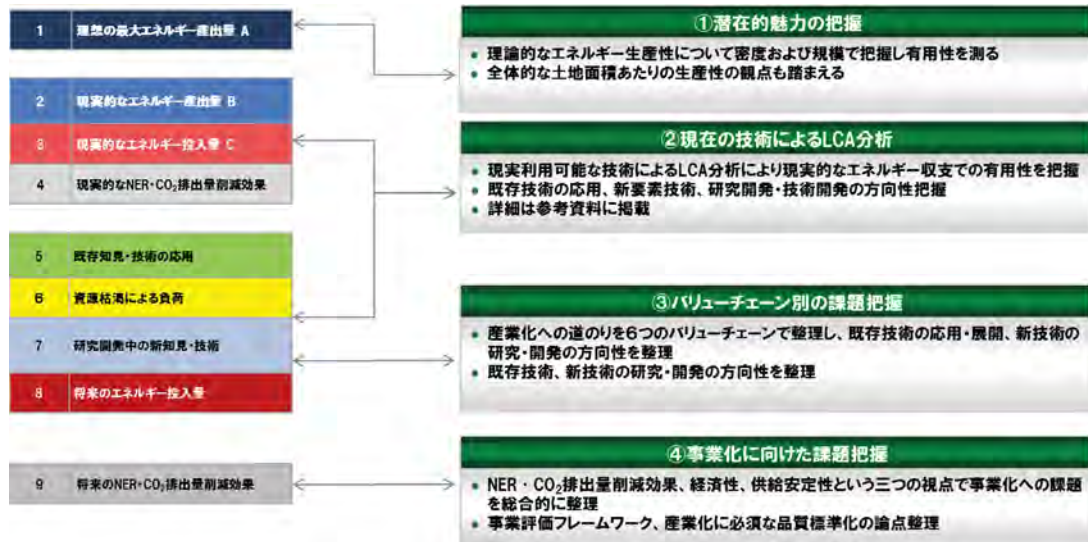 1 理想の最大エネルギー産出量 A
2 現実的なエネルギー産出量 B
3 現実的なエネルギー投入量 C
4 現実的なNER・CO₂排出量削減効果
5 既存知見・技術の応用
6 資源枯渇による負荷
7 研究開発中の新知見・技術
8 将来のエネルギー投入量
9 将来のNER・CO₂排出量削減効果
①潜在的魅力の把握
• 理論的なエネルギー生産性について密度および規模で把握し有用性を測る
• 全体的な土地面積あたりの生産性の観点も踏まえる
②現在の技術によるLCA分析
• 現実利用可能な技術によるLCA分析により現実的なエネルギー収支での有用性を把握
• 既存技術の応用、新要素技術、研究開発・技術開発の方向性把握
• 詳細は参考資料に掲載
③バリューチェーン別の課題把握
• 産業化への道のりを6つのバリューチェーンで整理し、既存技術の応用・展開、新技術の
研究・開発の方向性を整理
• 既存技術、新技術の研究・開発の方向性を整理
④事業化に向けた課題把握
• NER・CO₂排出量削減効果、経済性、供給安定性という三つの視点で事業化への課題
を総合的に整理
• 事業評価フレームワーク、産業化に必須な品質標準化の論点整理